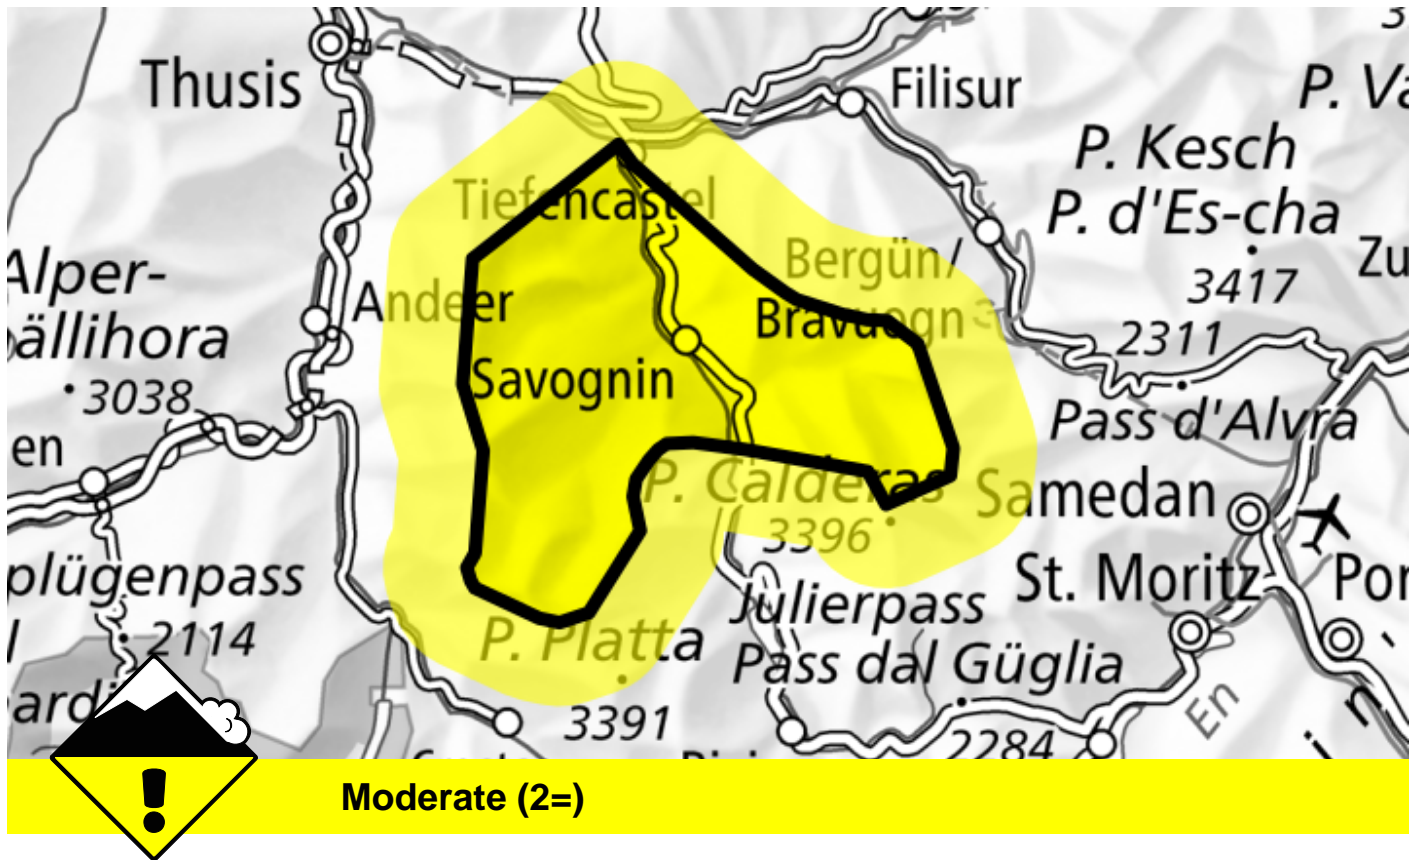 Thusis
Filisur
P. Kesch
P. d'Es-cha
3417
Tiefencastel
Bergün/
Bravuogn
Alper-
ällihora
3038
Andeer
2311
Savognin
Pass d'Alvra
en
P. Calderas
3396
Samedan
plügenpass
2114
Julierpass
St. Moritz
Pass dal Güglia
P. Platta
3391
2284
En
Moderate (2=)